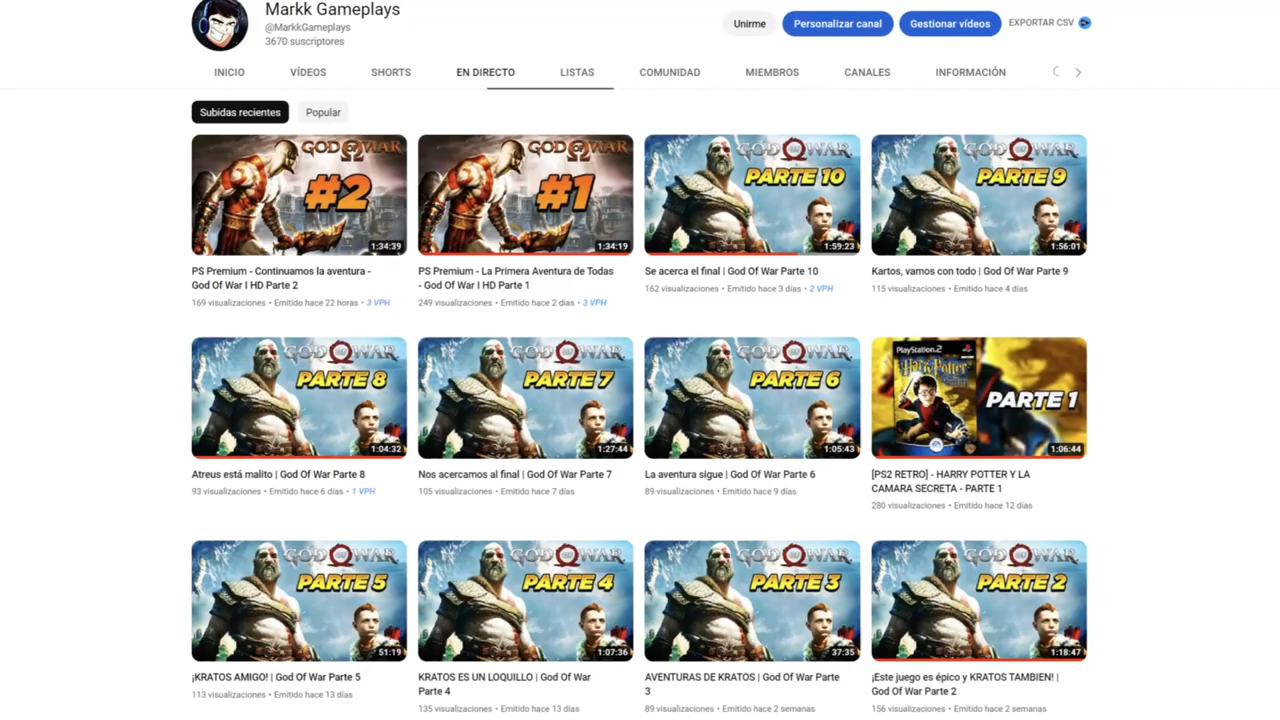 Markk Gameplays
@MarkkGameplays
3670 suscriptores
Unirme
Personalizar canal
Gestionar vídeos
EXPORTAR CSV
INICIO
VÍDEOS
SHORTS
EN DIRECTO
LISTAS
COMUNIDAD
MIEMBROS
CANALES
INFORMACIÓN
Subidas recientes
Popular
GOD OF WAR
#2
1:34:39
PS Premium - Continuamos la aventura -
God Of War I HD Parte 2
169 visualizaciones • Emitido hace 22 horas • 3 VPH
GOD OF WAR
#1
1:34:19
PS Premium - La Primera Aventura de Todas
- God Of War I HD Parte 1
249 visualizaciones • Emitido hace 2 días • 3 VPH
GOD OF WAR
PARTE 10
1:59:23
Se acerca el final | God Of War Parte 10
162 visualizaciones • Emitido hace 3 días • 2 VPH
GOD OF WAR
PARTE 9
1:56:01
Kartos, vamos con todo | God Of War Parte 9
115 visualizaciones • Emitido hace 4 días
GOD OF WAR
PARTE 8
1:04:32
Atreus está malito | God Of War Parte 8
93 visualizaciones • Emitido hace 6 días • 1 VPH
GOD OF WAR
PARTE 7
1:27:44
Nos acercamos al final | God Of War Parte 7
105 visualizaciones • Emitido hace 7 días
GOD OF WAR
PARTE 6
1:05:43
La aventura sigue | God Of War Parte 6
89 visualizaciones • Emitido hace 9 días
PlayStation.2
Harry Potter
PARTE 1
1:06:44
[PS2 RETRO] - HARRY POTTER Y LA
CAMARA SECRETA - PARTE 1
280 visualizaciones • Emitido hace 12 días
GOD OF WAR
PARTE 5
51:19
¡KRATOS AMIGO! | God Of War Parte 5
113 visualizaciones • Emitido hace 13 días
GOD OF WAR
PARTE 4
1:07:36
KRATOS ES UN LOQUILLO | God Of War
Parte 4
135 visualizaciones • Emitido hace 13 días
GOD OF WAR
PARTE 3
37:35
AVENTURAS DE KRATOS | God Of War Parte
3
89 visualizaciones • Emitido hace 2 semanas
GOD OF WAR
PARTE 2
1:18:47
¡Este juego es épico y KRATOS TAMBIEN! |
God Of War Parte 2
156 visualizaciones • Emitido hace 2 semanas